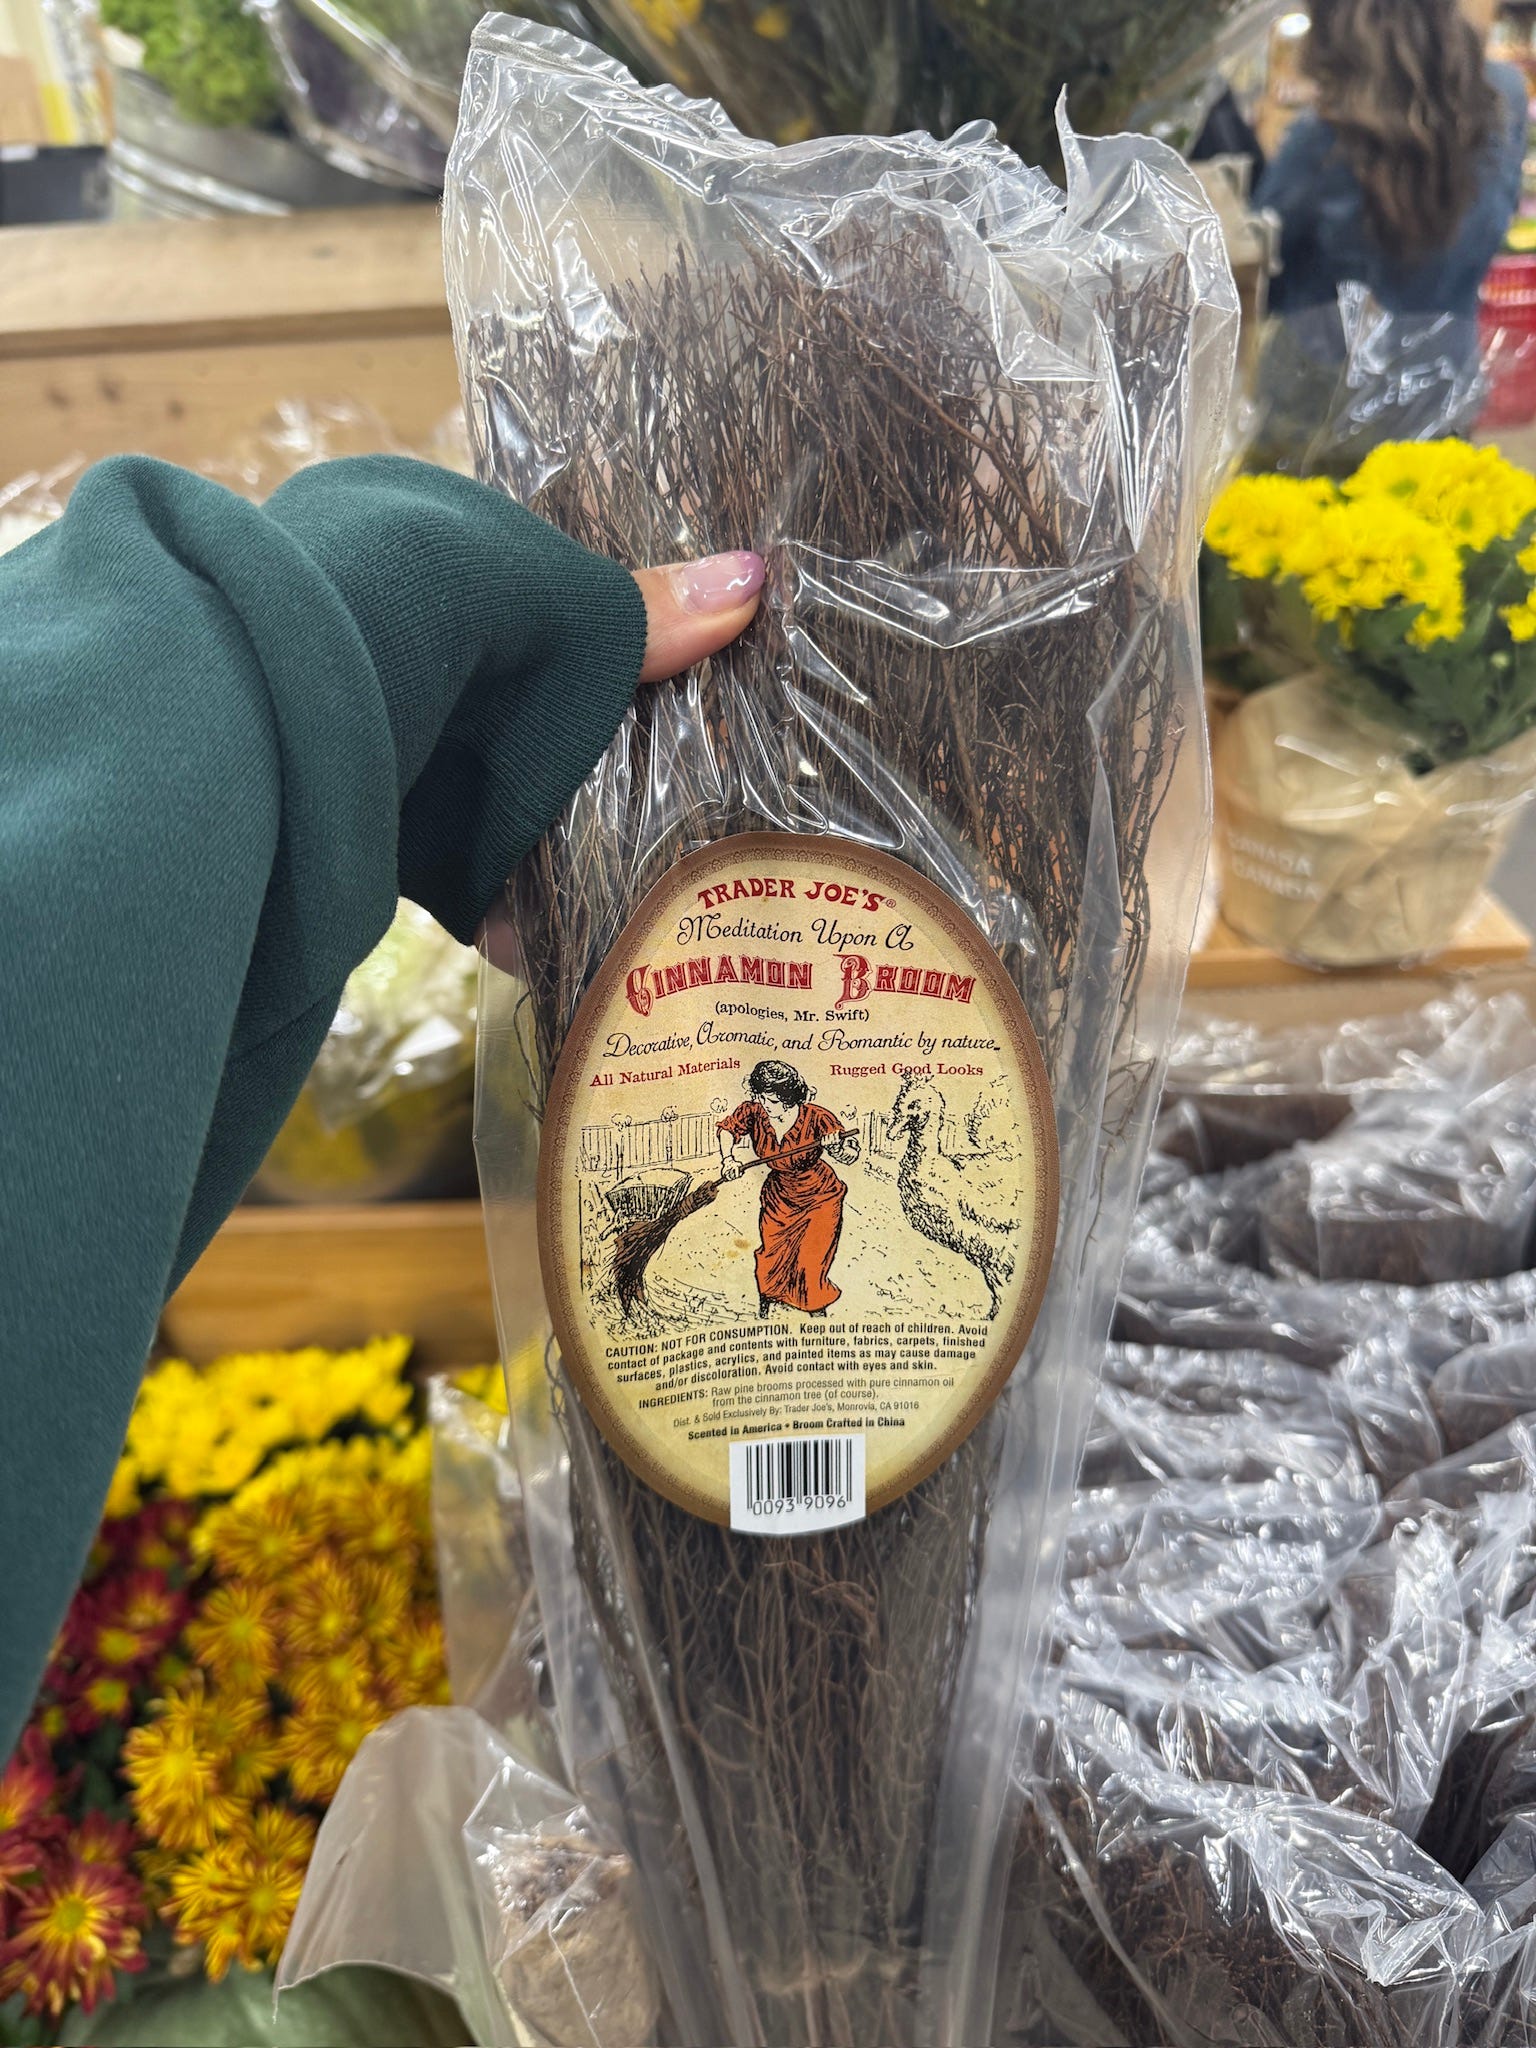 TRADER JOE'S®
Meditation Upon A
CINNAMON BROOM
(apologies, Mr. Swift)
Decorative, Aromatic, and Romantic by nature...
All Natural Materials
Rugged Good Looks
CAUTION: NOT FOR CONSUMPTION. Keep out of reach of children. Avoid
contact of package and contents with furniture, fabrics, carpets, finished
surfaces, plastics, acrylics, and painted items as may cause damage
and/or discoloration. Avoid contact with eyes and skin.
INGREDIENTS: Raw pine brooms processed with pure cinnamon oil
from the cinnamon tree (of course).
Dist. & Sold Exclusively By: Trader Joe's, Monrovia, CA 91016
Scented in America • Broom Crafted in China
0093 9096
CANADA
CANADA